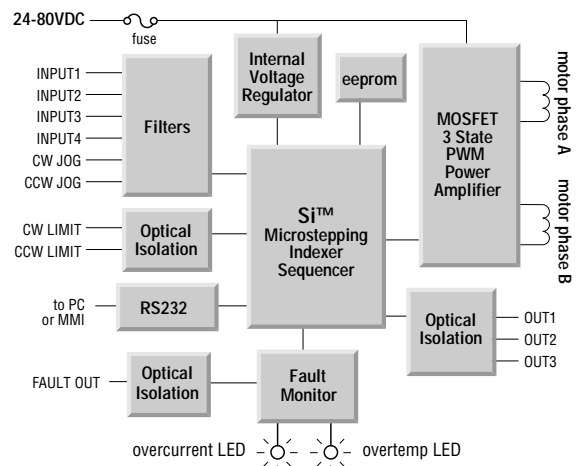 24-80VDC
fuse
INPUT1
INPUT2
INPUT3
INPUT4
CW JOG
CCW JOG
Filters
Internal
Voltage
Regulator
eeprom
MOSFET
3 State
PWM
Power
Amplifier
motor phase A
motor phase B
CW LIMIT
CCW LIMIT
Optical
Isolation
Si™
Microstepping
Indexer
Sequencer
to PC
or MMI
RS232
Optical
Isolation
OUT1
OUT2
OUT3
FAULT OUT
Optical
Isolation
Fault
Monitor
overcurrent LED
overtemp LED